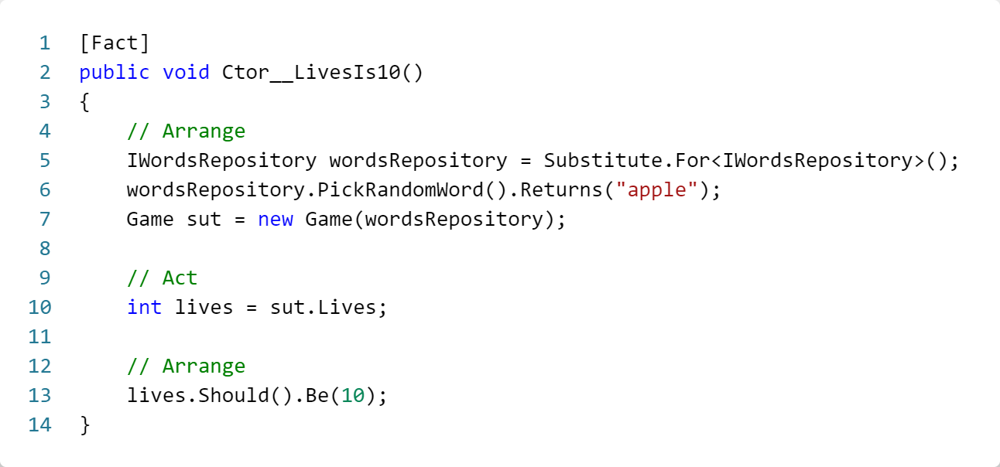 1 [Fact]
2 public void Ctor__LivesIs10()
3 {
4     // Arrange
5     IWordsRepository wordsRepository = Substitute.For<IWordsRepository>();
6     wordsRepository.PickRandomWord().Returns("apple");
7     Game sut = new Game(wordsRepository);
8
9     // Act
10     int lives = sut.Lives;
11
12     // Arrange
13     lives.Should().Be(10);
14 }